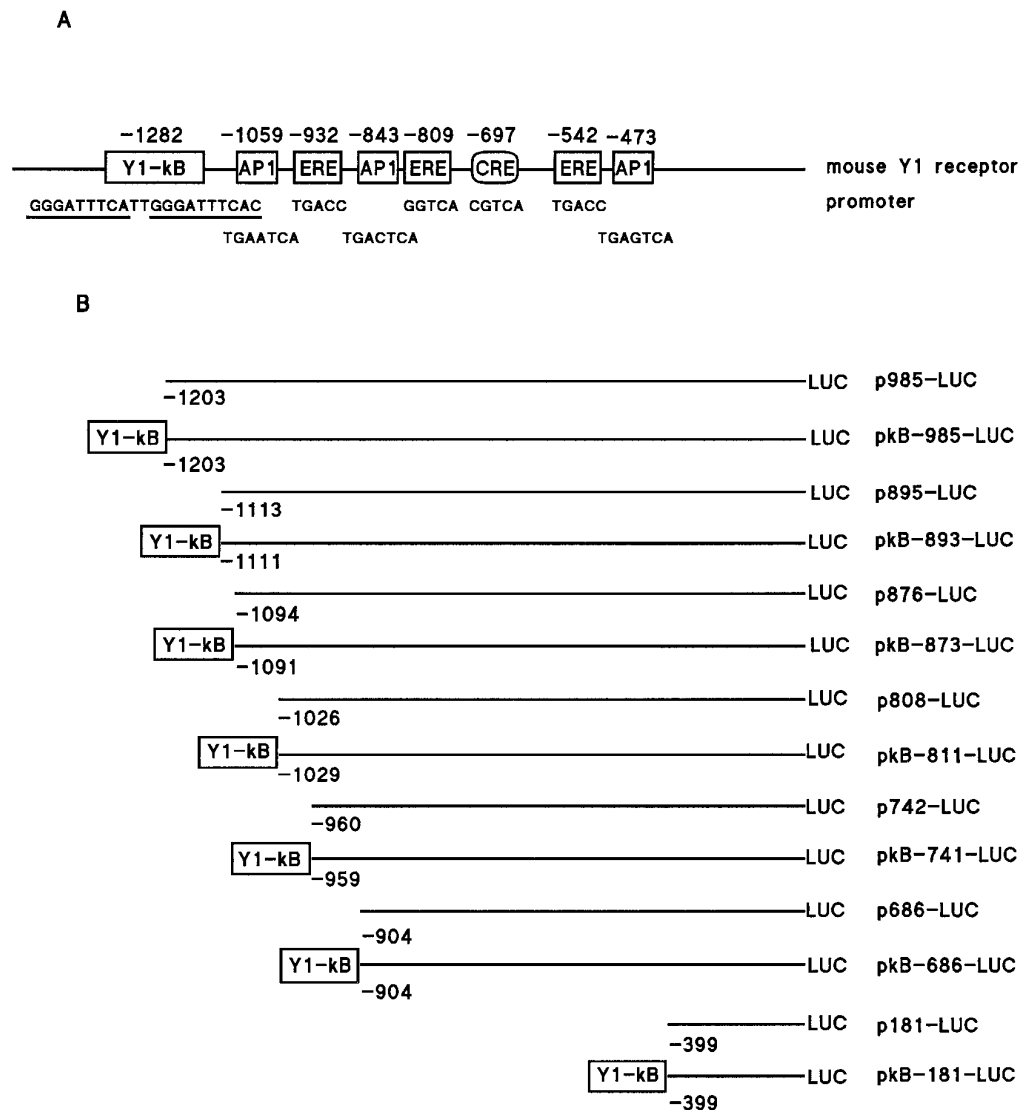 A
-1282 -1059 -932 -843 -809 -697 -542 -473
Y1-kB AP1 ERE AP1 ERE CRE ERE AP1 mouse Y1 receptor
GGGATTTCATTGGGATTTCAC TGACC GGTCA CGTCA TGACC promoter
TGAATCA TGACTCA TGAGTCA
B
LUC p985-LUC
-1203
Y1-kB LUC pkB-985-LUC
-1203
LUC p895-LUC
-1113
Y1-kB LUC pkB-893-LUC
-1111
LUC p876-LUC
-1094
Y1-kB LUC pkB-873-LUC
-1091
LUC p808-LUC
-1026
Y1-kB LUC pkB-811-LUC
-1029
LUC p742-LUC
-960
Y1-kB LUC pkB-741-LUC
-959
LUC p686-LUC
-904
Y1-kB LUC pkB-686-LUC
-904
LUC p181-LUC
-399
Y1-kB LUC pkB-181-LUC
-399